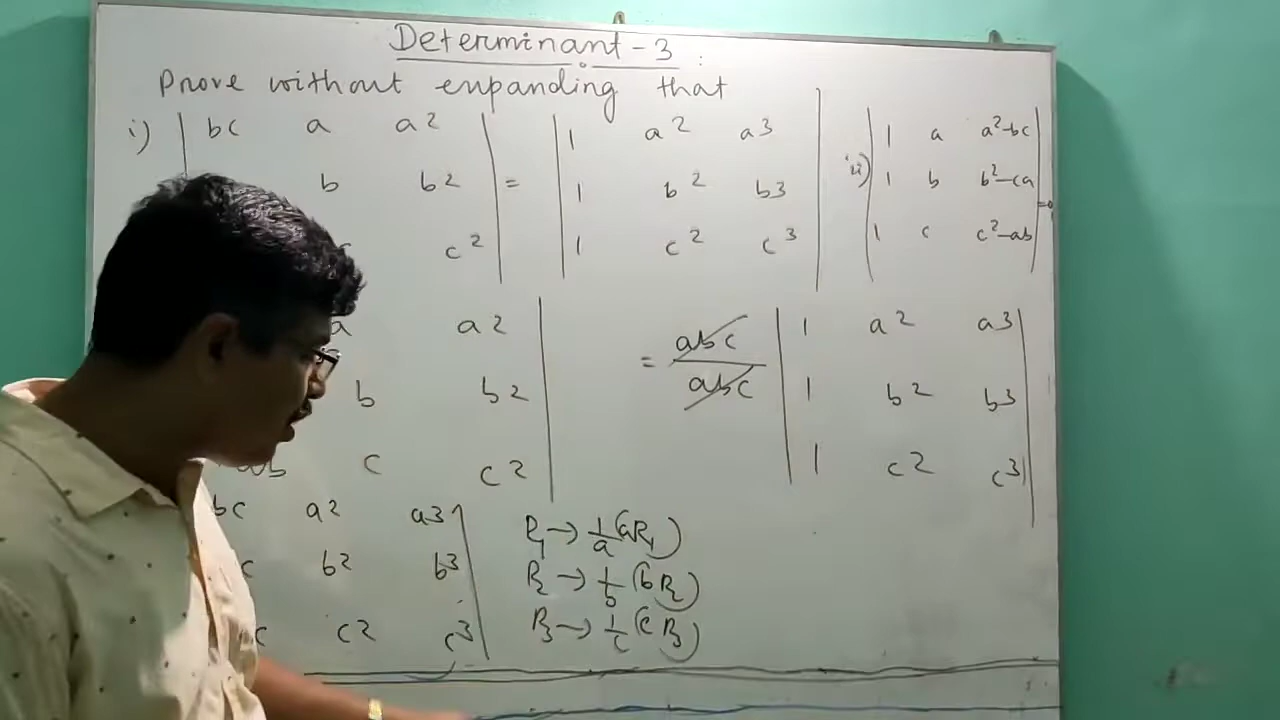 Determinant - 3 :
Prove without expanding that
i) | bc a a2 | = | 1 a2 a3 | ii) | 1 a a2-bc |
b b2 | 1 b2 b3 | 1 b c2-ca | =0
c c2 | 1 c2 c3 | 1 c c2-ab |
a a2 | = abc/abc | 1 a2 a3 |
b b2 | 1 b2 b3 |
ab c c2 | 1 c2 c3 |
bc a2 a3 | R1 → 1/a (aR1)
c b2 b3 | R2 → 1/b (bR2)
c c2 c3 | R3 → 1/c (cR3)